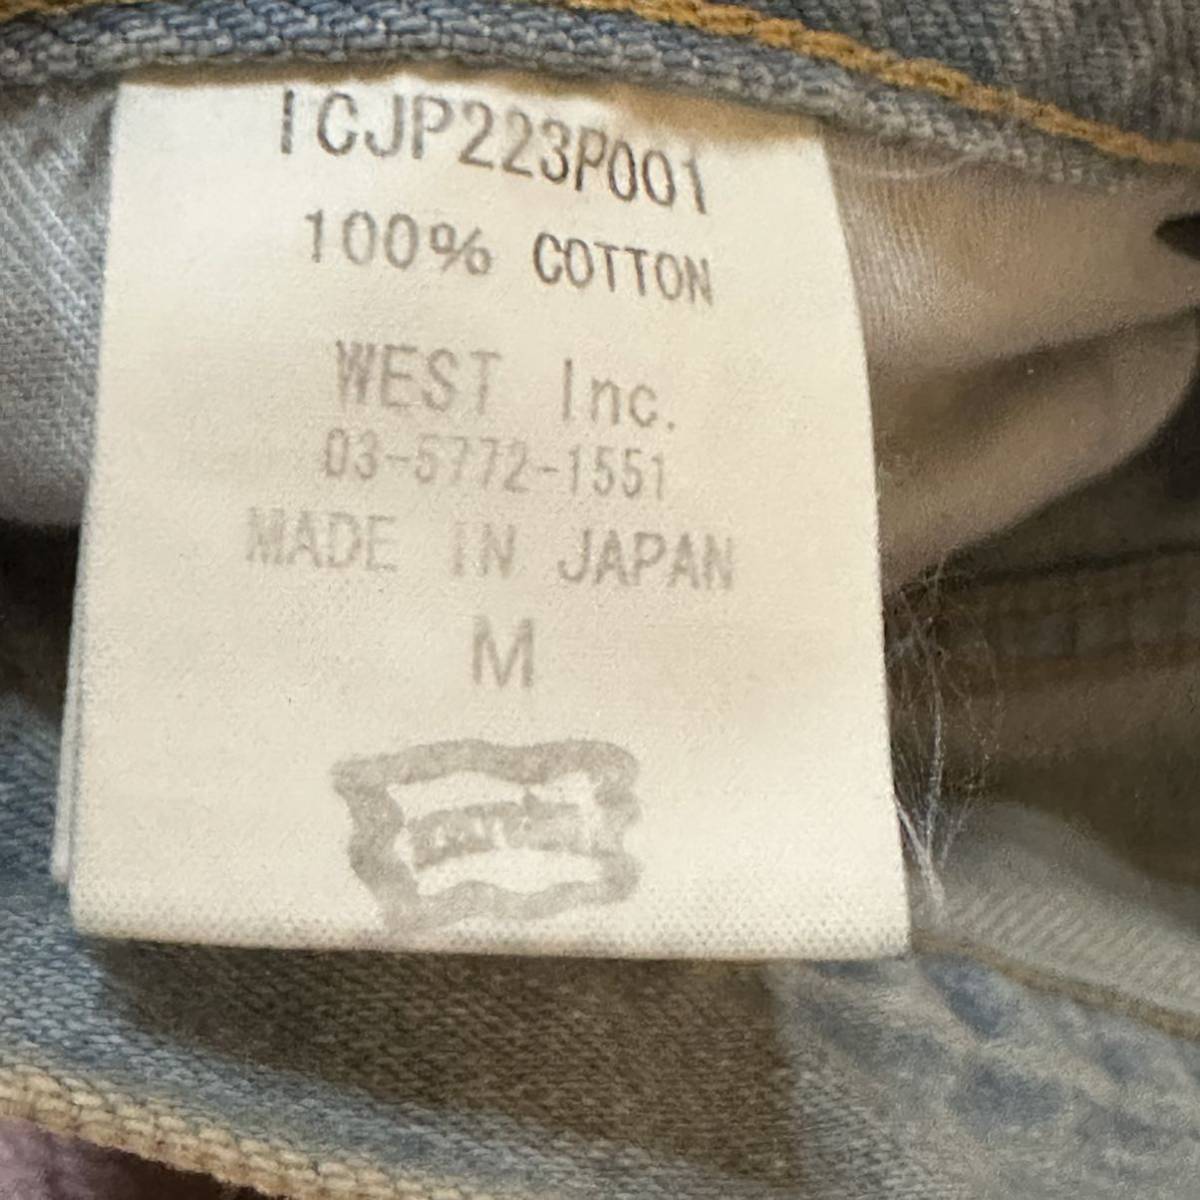 ICJP223P001
100% COTTON
WEST Inc.
03-5772-1551
MADE IN JAPAN
M